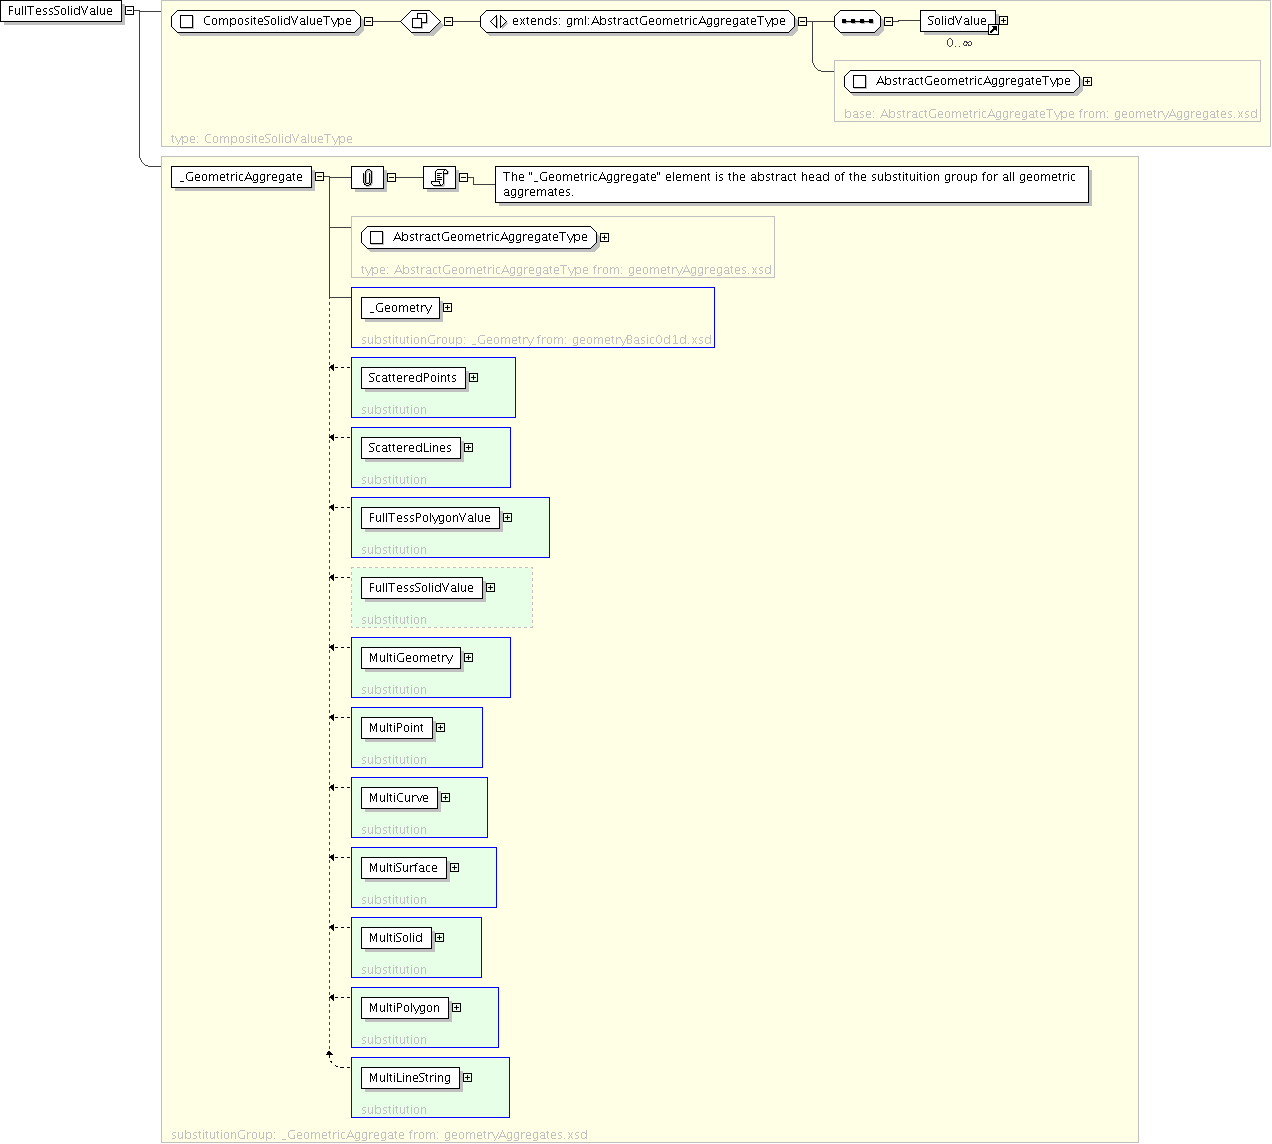 FullTessSolidValue
CompositeSolidValueType
extends: gml:AbstractGeometricAggregateType
SolidValue
0..∞
AbstractGeometricAggregateType
base: AbstractGeometricAggregateType from: geometryAggregates.xsd
type: CompositeSolidValueType
_GeometricAggregate
The "_GeometricAggregate" element is the abstract head of the substituition group for all geometric
aggremates.
AbstractGeometricAggregateType
type: AbstractGeometricAggregateType from: geometryAggregates.xsd
_Geometry
substitutionGroup: _Geometry from: geometryBasic0d1d.xsd
ScatteredPoints
substitution
ScatteredLines
substitution
FullTessPolygonValue
substitution
FullTessSolidValue
substitution
MultiGeometry
substitution
MultiPoint
substitution
MultiCurve
substitution
MultiSurface
substitution
MultiSolid
substitution
MultiPolygon
substitution
MultiLineString
substitution
substitutionGroup: _GeometricAggregate from: geometryAggregates.xsd